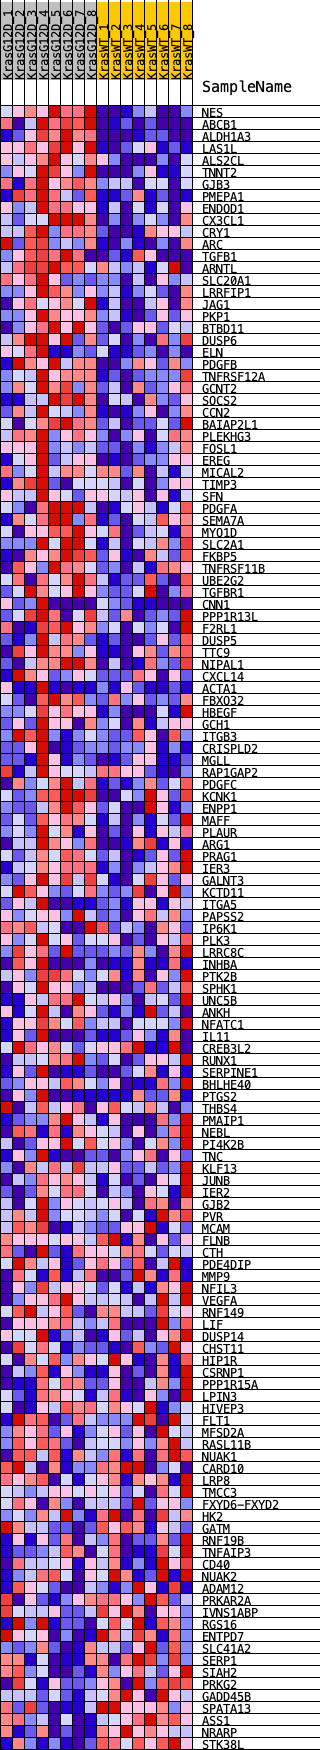 KrasG12D_1
KrasG12D_2
KrasG12D_3
KrasG12D_4
KrasG12D_5
KrasG12D_6
KrasG12D_7
KrasG12D_8
KrasWT_1
KrasWT_2
KrasWT_3
KrasWT_4
KrasWT_5
KrasWT_6
KrasWT_7
KrasWT_8
SampleName
NES
ABCB1
ALDH1A3
LAS1L
ALS2CL
TNNT2
GJB3
PMEPA1
ENDOD1
CX3CL1
CRY1
ARC
TGFB1
ARNTL
SLC20A1
LRRFIP1
JAG1
PKP1
BTBD11
DUSP6
ELN
PDGFB
TNFRSF12A
GCNT2
SOCS2
CCN2
BAIAP2L1
PLEKHG3
FOSL1
EREG
MICAL2
TIMP3
SFN
PDGFA
SEMA7A
MYO1D
SLC2A1
FKBP5
TNFRSF11B
UBE2G2
TGFBR1
CNN1
PPP1R13L
F2RL1
DUSP5
TTC9
NIPAL1
CXCL14
ACTA1
FBXO32
HBEGF
GCH1
ITGB3
CRISPLD2
MGLL
RAP1GAP2
PDGFC
KCNK1
ENPP1
MAFF
PLAUR
ARG1
PRAG1
IER3
GALNT3
KCTD11
ITGA5
PAPSS2
IP6K1
PLK3
LRRC8C
INHBA
PTK2B
SPHK1
UNC5B
ANKH
NFATC1
IL11
CREB3L2
RUNX1
SERPINE1
BHLHE40
PTGS2
THBS4
PMAIP1
NEBL
PI4K2B
TNC
KLF13
JUNB
IER2
GJB2
PVR
MCAM
FLNB
CTH
PDE4DIP
MMP9
NFIL3
VEGFA
RNF149
LIF
DUSP14
CHST11
HIP1R
CSRNP1
PPP1R15A
LPIN3
HIVEP3
FLT1
MFSD2A
RASL11B
NUAK1
CARD10
LRP8
TMCC3
FXYD6-FXYD2
HK2
GATM
RNF19B
TNFAIP3
CD40
NUAK2
ADAM12
PRKAR2A
IVNS1ABP
RGS16
ENTPD7
SLC41A2
SERP1
SIAH2
PRKG2
GADD45B
SPATA13
ASS1
NRARP
STK38L